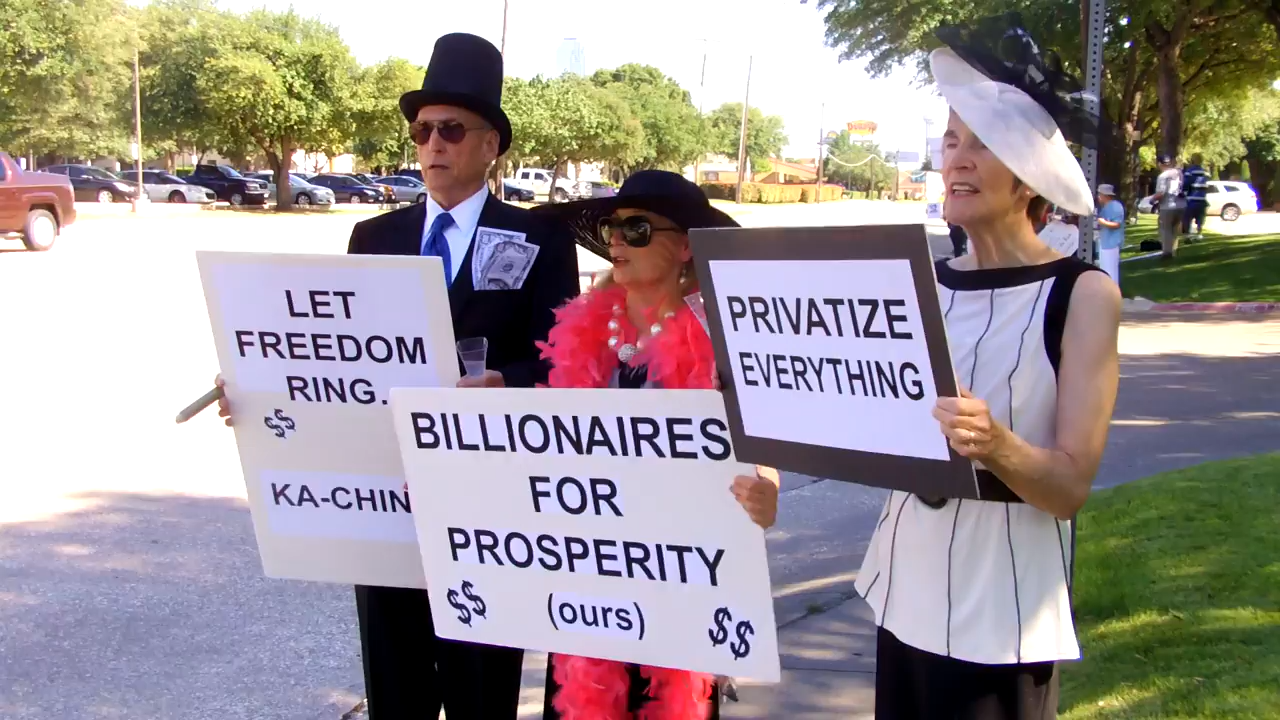 LET
FREEDOM
RING.
$$
KA-CHIN
BILLIONAIRES
FOR
PROSPERITY
$$ (ours) $$
PRIVATIZE
EVERYTHING